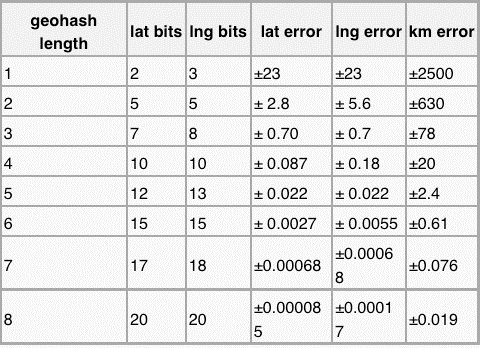 geohash length lat bits lng bits lat error lng error km error
1 2 3 ±23 ±23 ±2500
2 5 5 ± 2.8 ± 5.6 ±630
3 7 8 ± 0.70 ± 0.7 ±78
4 10 10 ± 0.087 ± 0.18 ±20
5 12 13 ± 0.022 ± 0.022 ±2.4
6 15 15 ± 0.0027 ± 0.0055 ±0.61
7 17 18 ±0.00068 ±0.00068 ±0.076
8 20 20 ±0.000085 ±0.00017 ±0.019